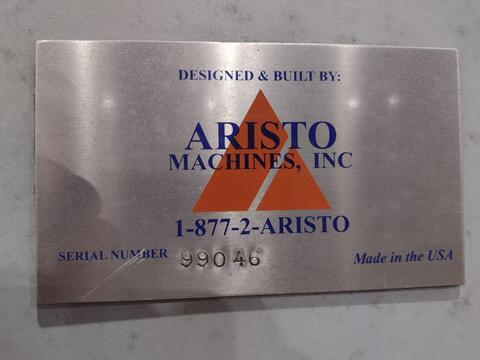 DESIGNED & BUILT BY:
ARISTO
MACHINES, INC
1-877-2-ARISTO
SERIAL NUMBER 99046 Made in the USA